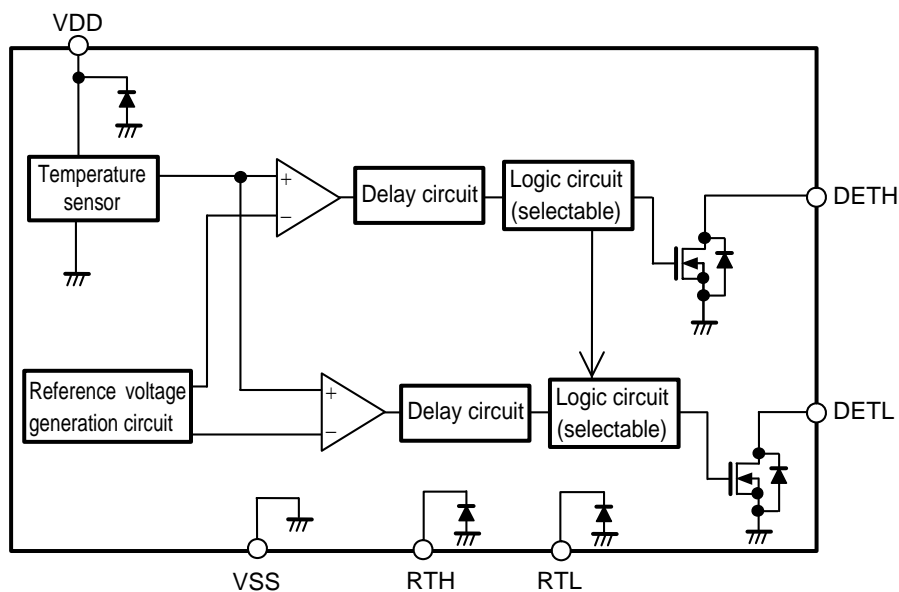 VDD
Temperature
sensor
+
−
Delay circuit
Logic circuit
(selectable)
DETH
Reference voltage
generation circuit
+
−
Delay circuit
Logic circuit
(selectable)
DETL
VSS
RTH
RTL